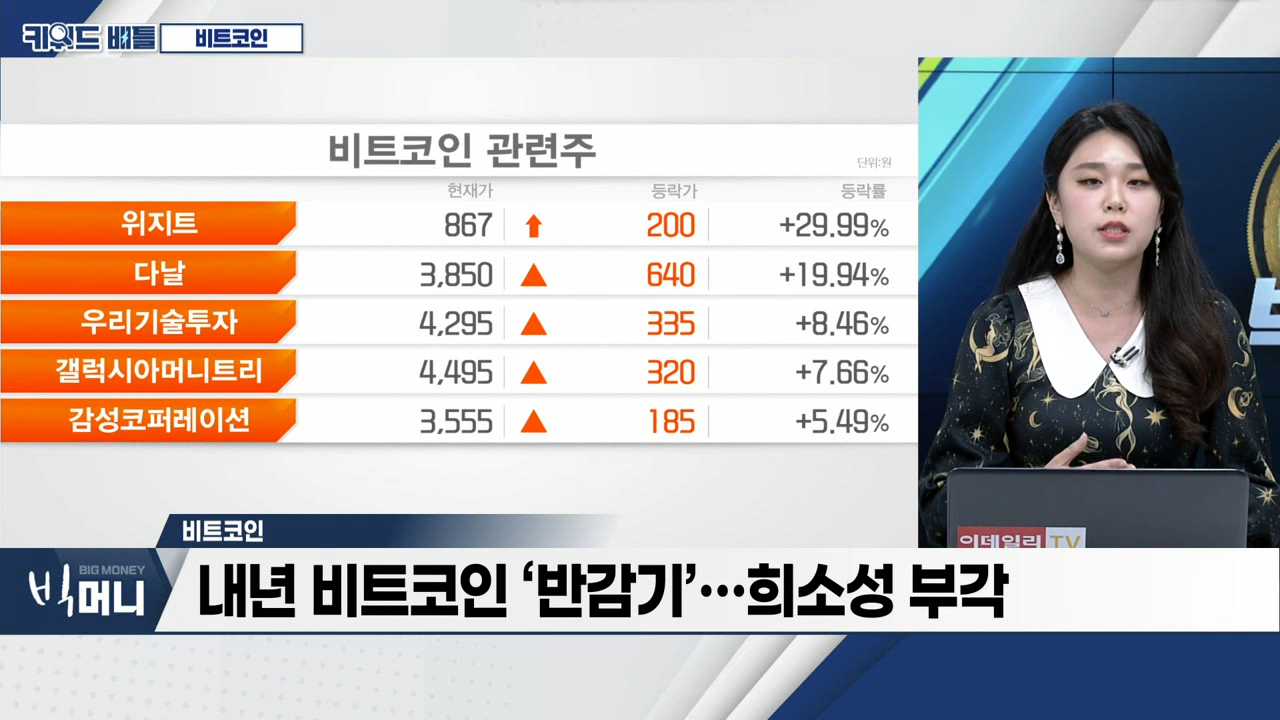 키워드 배틀 비트코인
비트코인 관련주
단위:원
현재가 등락가 등락률
위지트 867 200 +29.99%
다날 3,850 ▲ 640 +19.94%
우리기술투자 4,295 ▲ 335 +8.46%
갤럭시아머니트리 4,495 ▲ 320 +7.66%
감성코퍼레이션 3,555 ▲ 185 +5.49%
이데일리 TV
비트코인
BIG MONEY
빅머니
내년 비트코인 ‘반감기’…희소성 부각